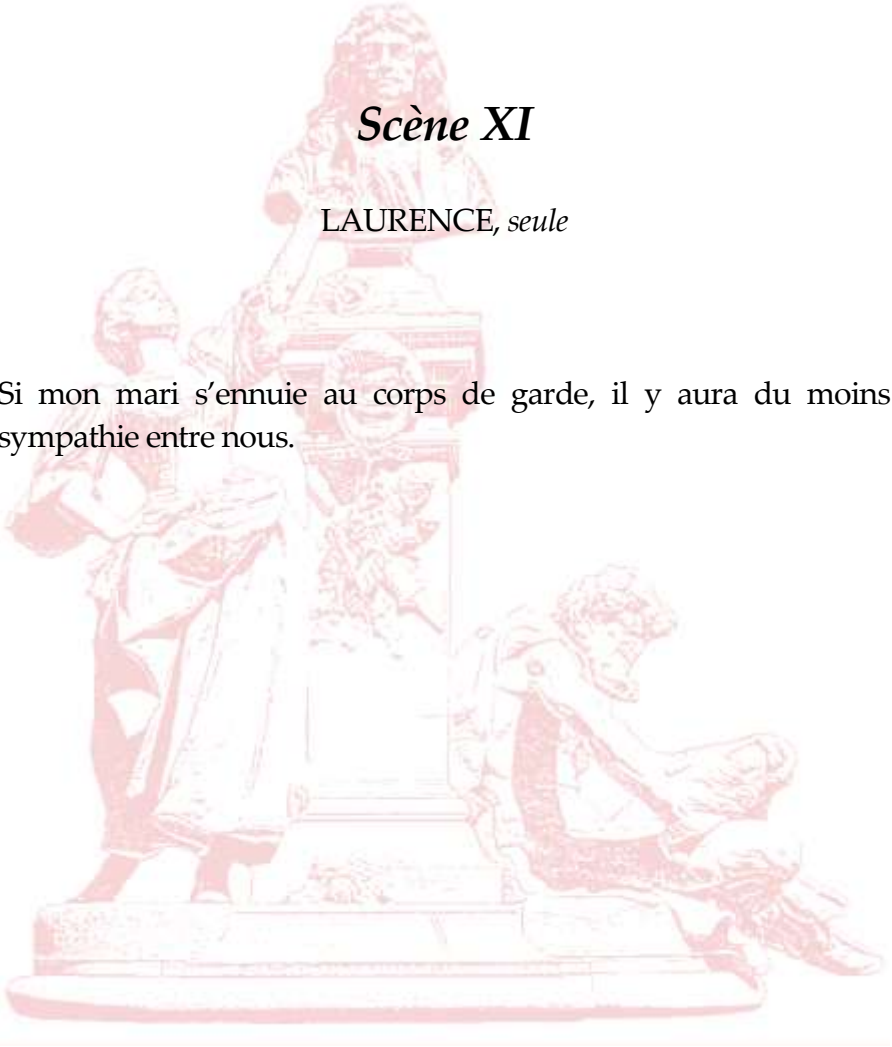 Scène XI
LAURENCE, seule
Si mon mari s’ennuie au corps de garde, il y aura du moins
sympathie entre nous.